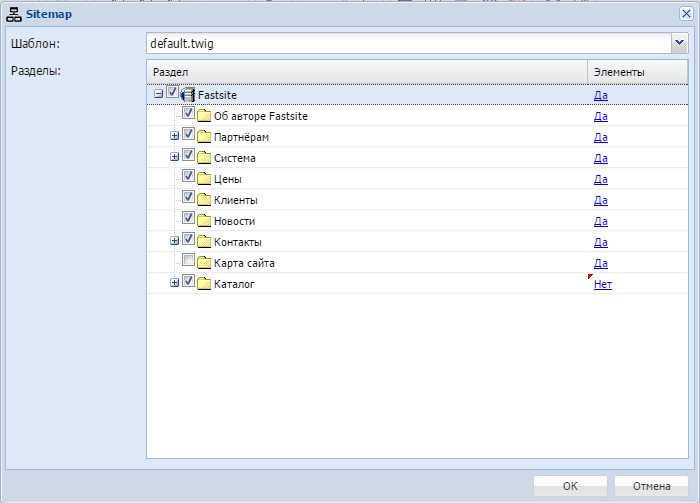 Sitemap
Шаблон: default.twig
Разделы:
Раздел Элементы
Fastsite Да
Об авторе Fastsite Да
Партнёрам Да
Система Да
Цены Да
Клиенты Да
Новости Да
Контакты Да
Карта сайта Да
Каталог Нет
OK Отмена